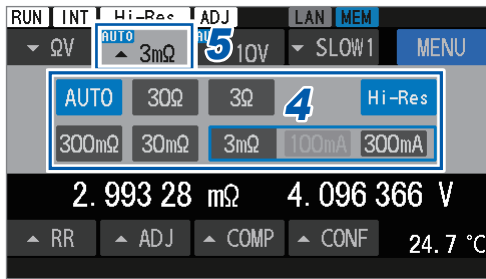 RUN INT Hi-Res ADJ LAN MEM
ΩV AUTO 3mΩ 5 10V SLOW1 MENU
AUTO 30Ω 3Ω 4 Hi-Res
300mΩ 30mΩ 3mΩ 100mA 300mA
2.993 28 mΩ 4.096 366 V
RR ADJ COMP CONF 24.7 °C